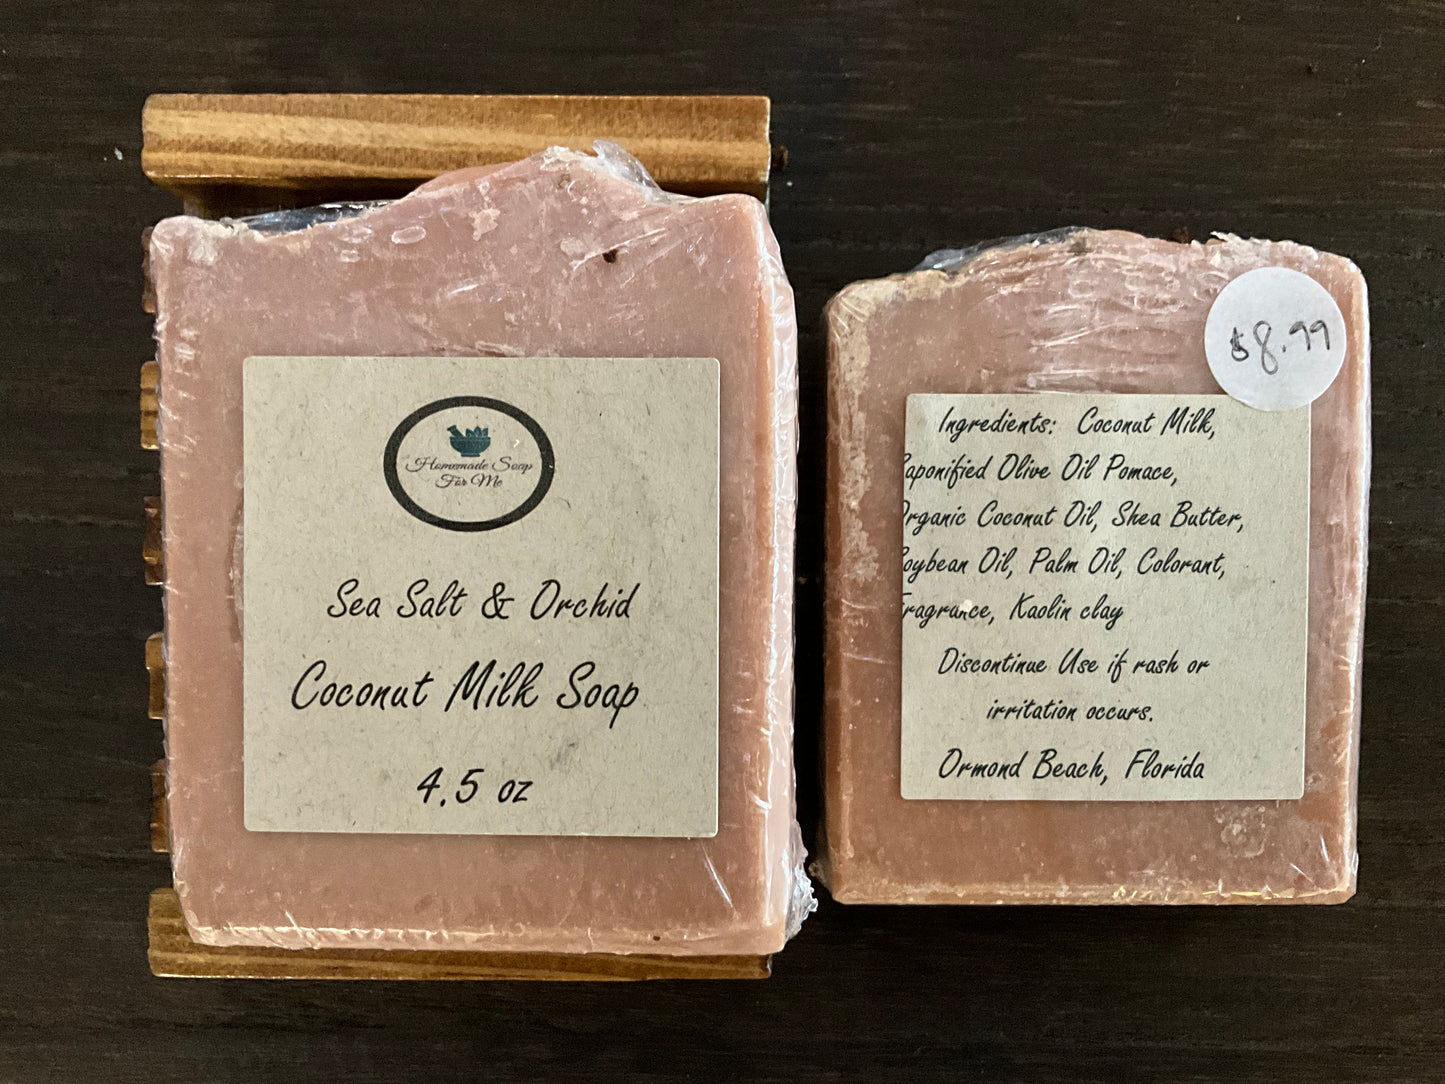 Homemade Soap
For Me
Sea Salt & Orchid
Coconut Milk Soap
4.5 oz
$8.99
Ingredients: Coconut Milk,
aponified Olive Oil Pomace,
Organic Coconut Oil, Shea Butter,
oybean Oil, Palm Oil, Colorant,
Fragrance, Kaolin clay
Discontinue Use if rash or
irritation occurs.
Ormond Beach, Florida